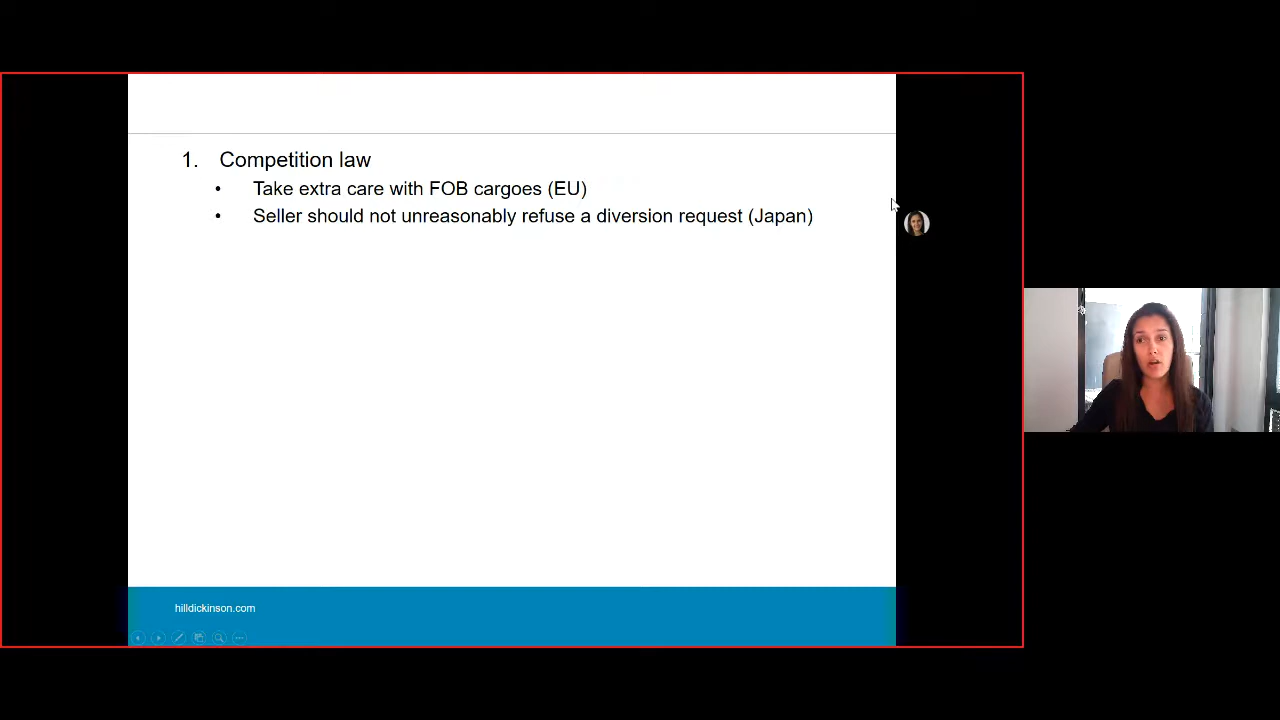 1. Competition law
• Take extra care with FOB cargoes (EU)
• Seller should not unreasonably refuse a diversion request (Japan)
hilldickinson.com